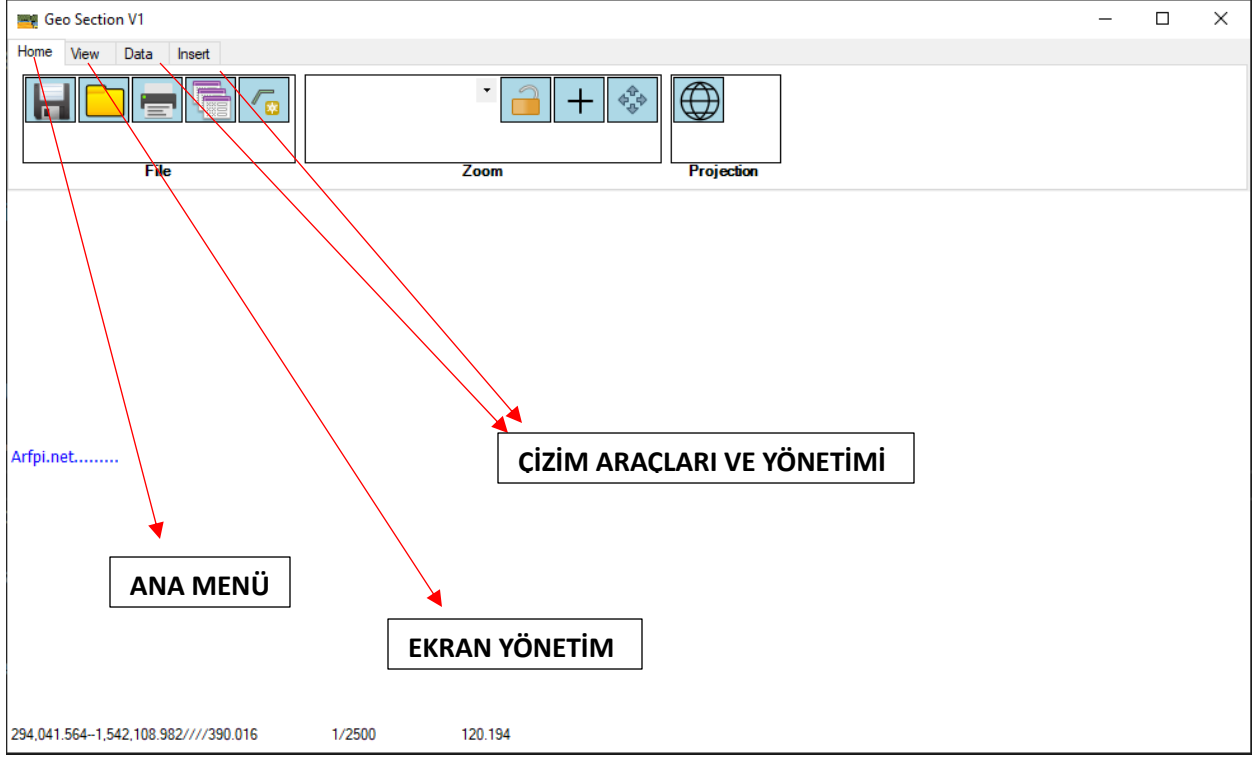 Geo Section V1
Home View Data Insert
File Zoom Projection
ÇİZİM ARAÇLARI VE YÖNETİMİ
Arfpi.net.........
ANA MENÜ
EKRAN YÖNETİM
294,041.564--1,542,108.982////390.016 1/2500 120.194